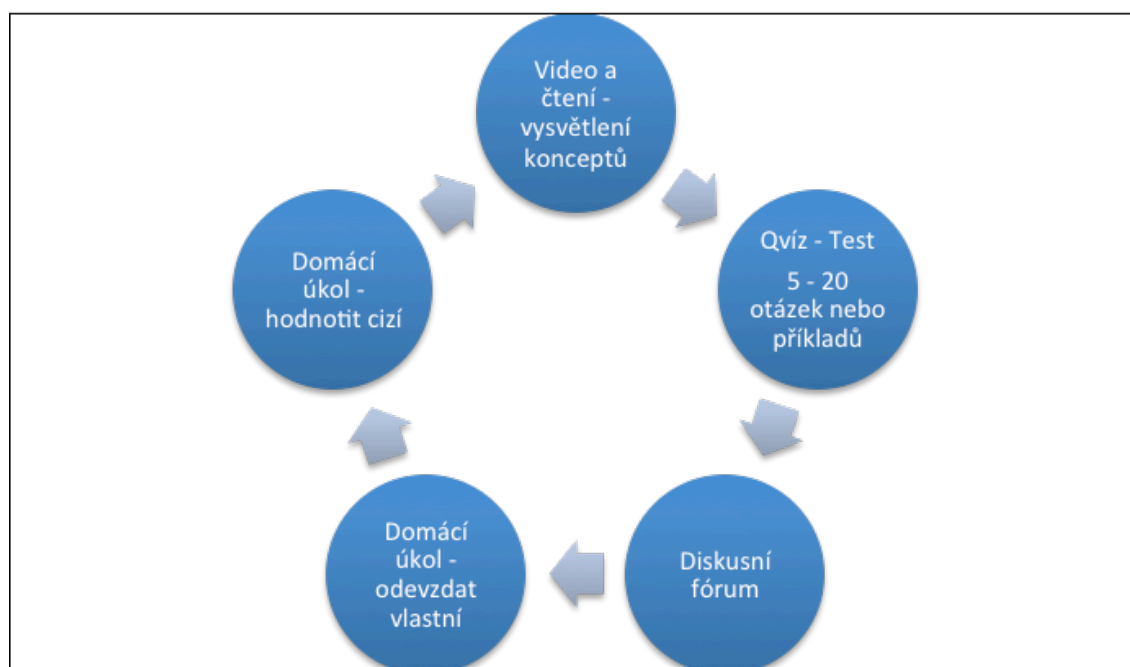 Video a
čtení -
vysvětlení
konceptů
Qvíz - Test
5 - 20
otázek nebo
příkladů
Diskusní
fórum
Domácí
úkol -
odevzdat
vlastní
Domácí
úkol -
hodnotit cizí